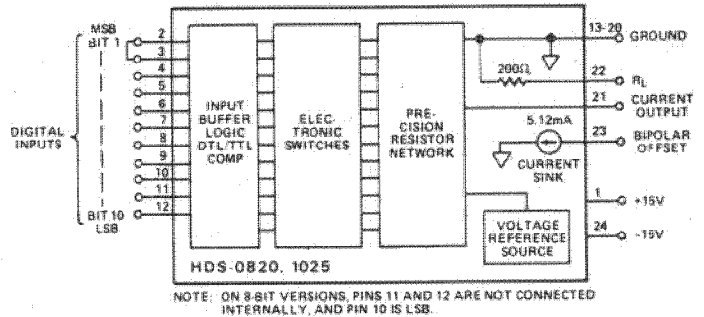 MSB
BIT 1
2
3
4
5
6
7
8
9
10
11
12
DIGITAL
INPUTS
BIT 10
LSB
INPUT
BUFFER
LOGIC
DTL/TTL
COMP
ELEC-
TRONIC
SWITCHES
PRE-
CISION
RESISTOR
NETWORK
200Ω
13-20
GROUND
22
RL
21
CURRENT
OUTPUT
5.12mA
23
BIPOLAR
OFFSET
CURRENT
SINK
1
+15V
VOLTAGE
REFERENCE
SOURCE
24
-15V
HDS-0820, 1025
NOTE: ON 8-BIT VERSIONS, PINS 11 AND 12 ARE NOT CONNECTED
INTERNALLY, AND PIN 10 IS LSB.